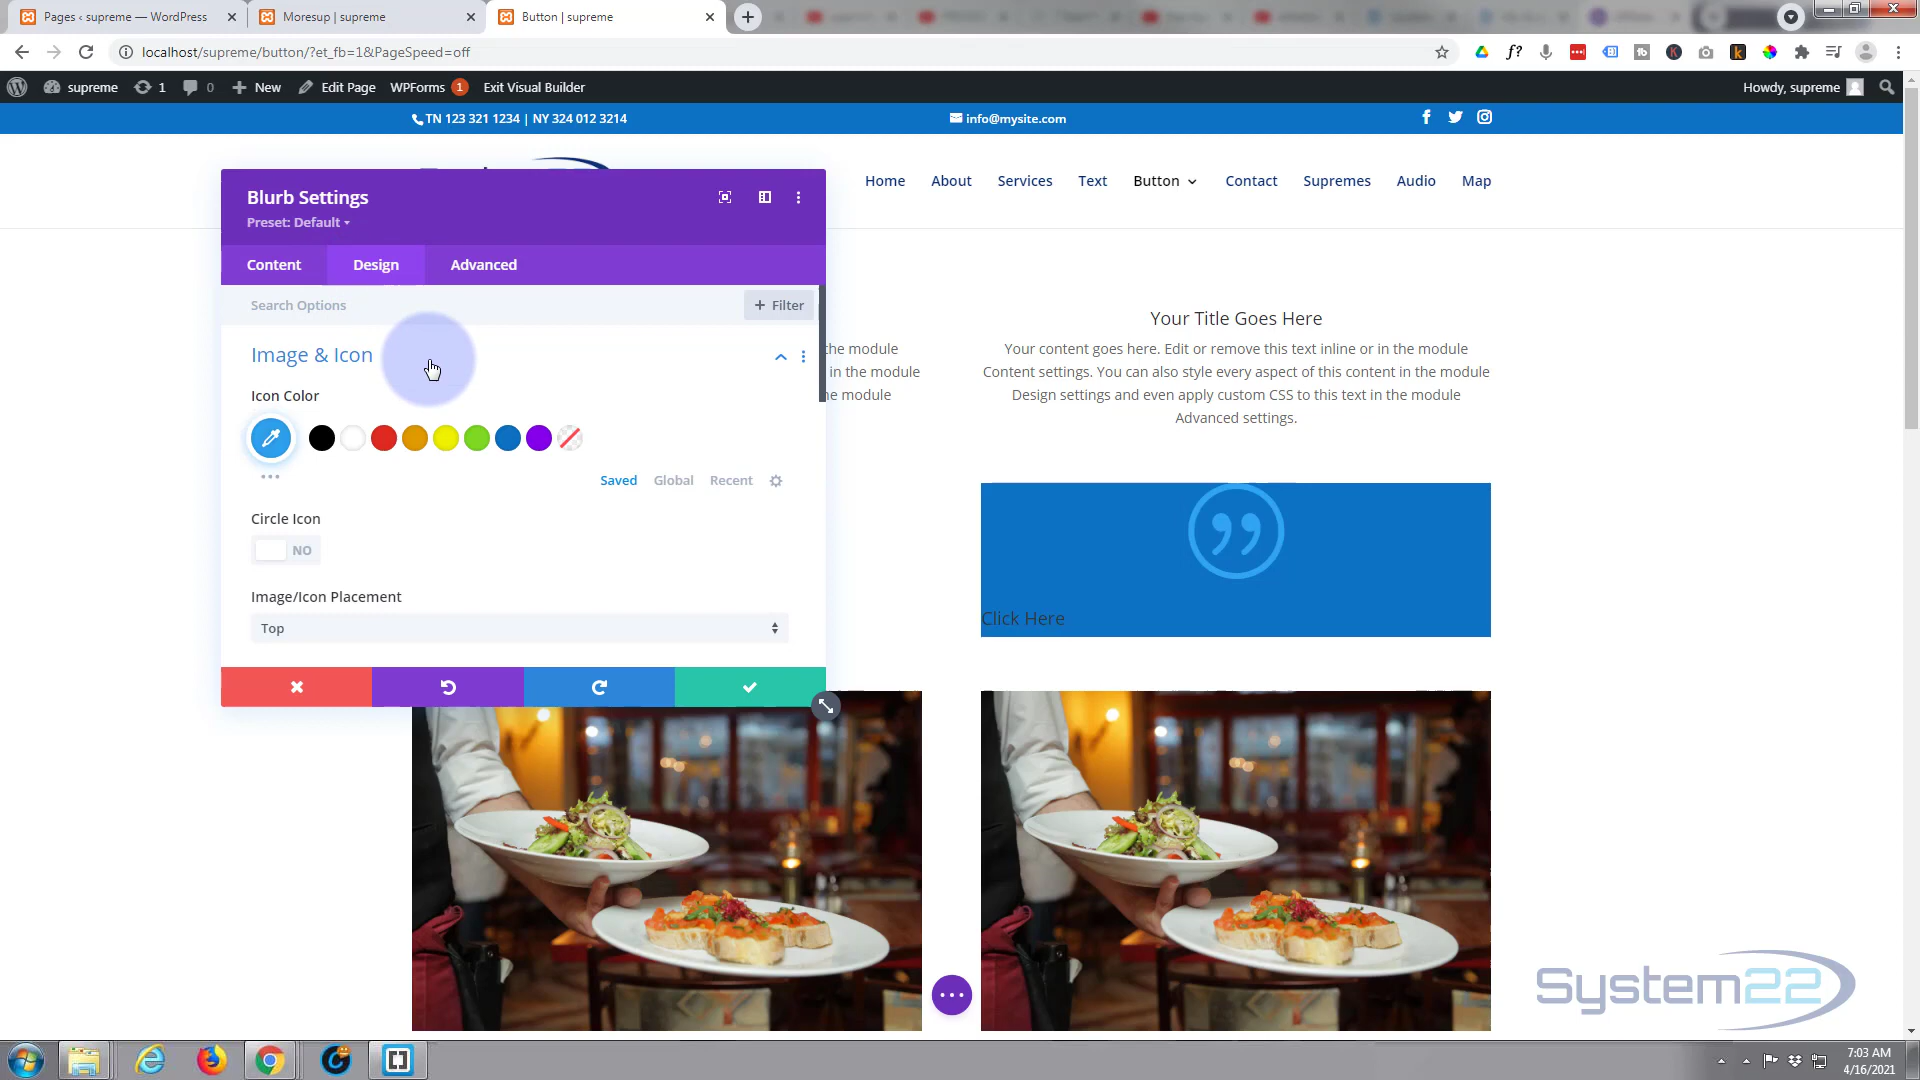 Pages ‹ supreme — WordPress
Moresup | supreme
Button | supreme
localhost/supreme/button/?et_fb=1&PageSpeed=off
supreme
1
0
New
Edit Page
WPForms 1
Exit Visual Builder
Howdy, supreme
TN 123 321 1234 | NY 324 012 3214
info@mysite.com
Home
About
Services
Text
Button
Contact
Supremes
Audio
Map
Blurb Settings
Preset: Default
Content
Design
Advanced
Search Options
+ Filter
Image & Icon
Icon Color
Saved
Global
Recent
Circle Icon
NO
Image/Icon Placement
Top
the module
in the module
e module
Your Title Goes Here
Your content goes here. Edit or remove this text inline or in the module
Content settings. You can also style every aspect of this content in the module
Design settings and even apply custom CSS to this text in the module
Advanced settings.
Click Here
System22
7:03 AM
4/16/2021